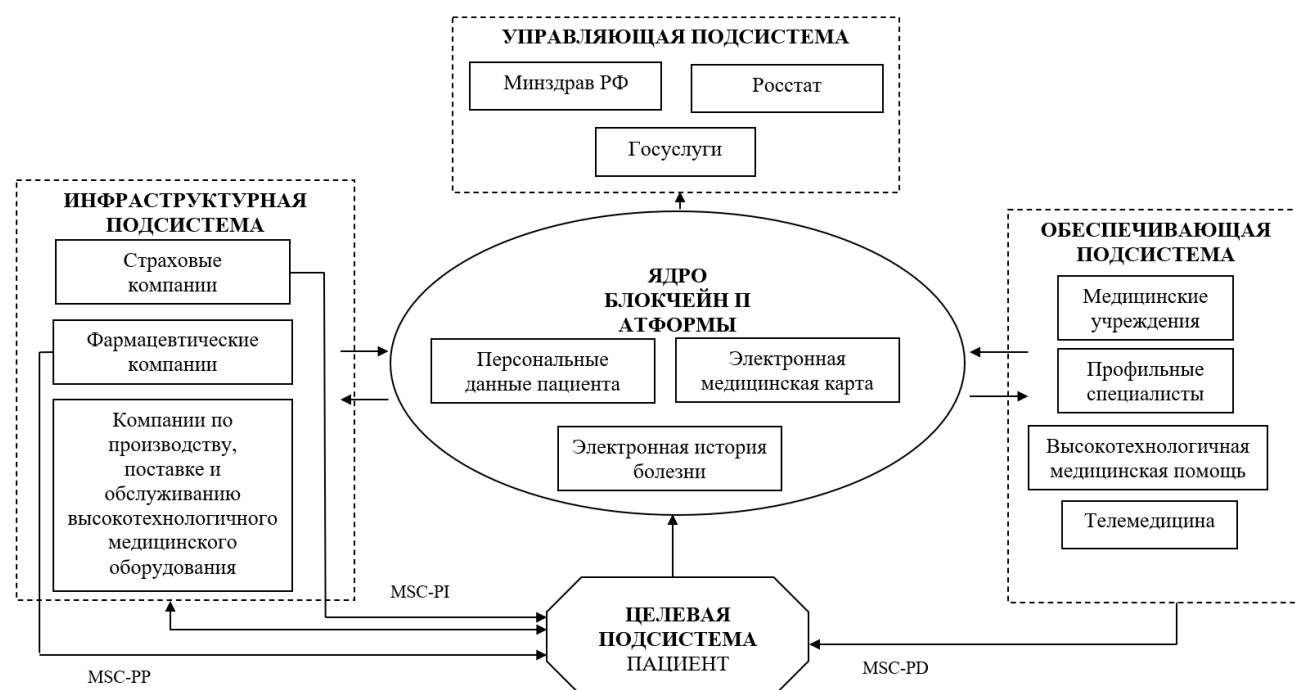 УПРАВЛЯЮЩАЯ ПОДСИСТЕМА
Минздрав РФ
Росстат
Госуслуги
ИНФРАСТРУКТУРНАЯ
ПОДСИСТЕМА
Страховые
компании
Фармацевтические
компании
Компании по
производству,
поставке и
обслуживанию
высокотехнологичного
медицинского
оборудования
ЯДРО
БЛОКЧЕЙН П
АТФОРМЫ
Персональные
данные пациента
Электронная
медицинская карта
Электронная история
болезни
ОБЕСПЕЧИВАЮЩАЯ
ПОДСИСТЕМА
Медицинские
учреждения
Профильные
специалисты
Высокотехнологичная
медицинская помощь
Телемедицина
MSC-PI
ЦЕЛЕВАЯ
ПОДСИСТЕМА
ПАЦИЕНТ
MSC-PP
MSC-PD